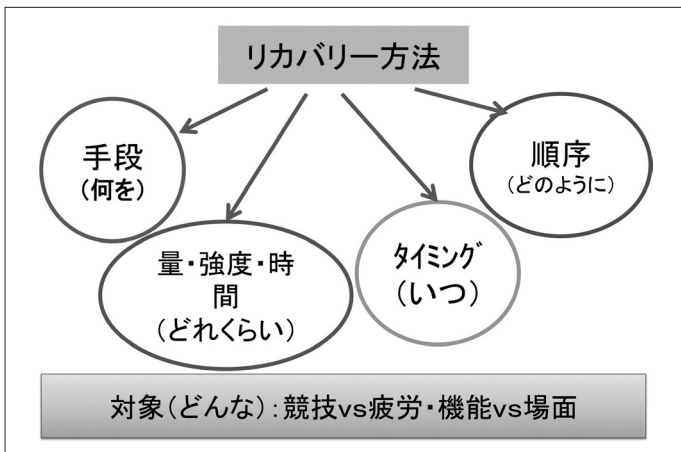 リカバリー方法
手段
(何を)
量・強度・時
間
(どれくらい)
タイミング
(いつ)
順序
(どのように)
対象(どんな):競技vs疲労・機能vs場面